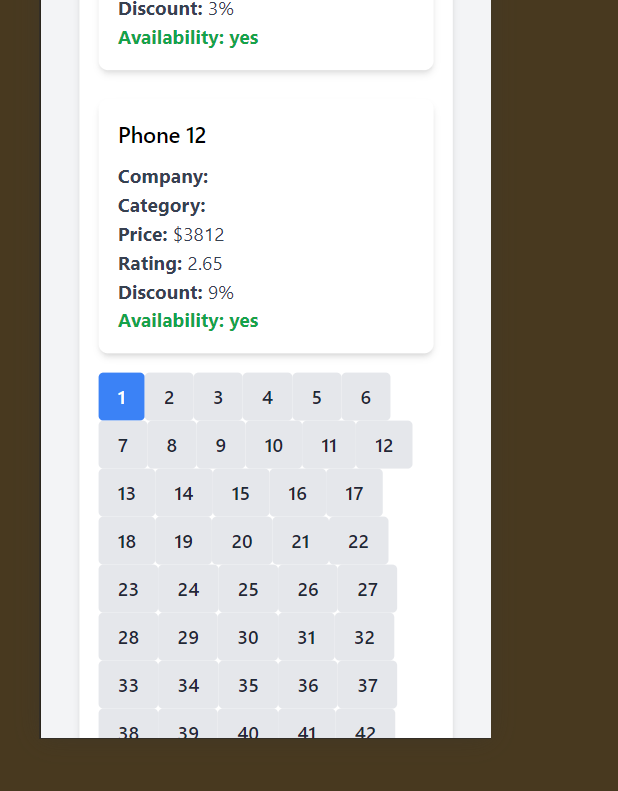 Discount: 3%
Availability: yes
Phone 12
Company:
Category:
Price: $3812
Rating: 2.65
Discount: 9%
Availability: yes
1 2 3 4 5 6
7 8 9 10 11 12
13 14 15 16 17
18 19 20 21 22
23 24 25 26 27
28 29 30 31 32
33 34 35 36 37
38 39 40 41 42